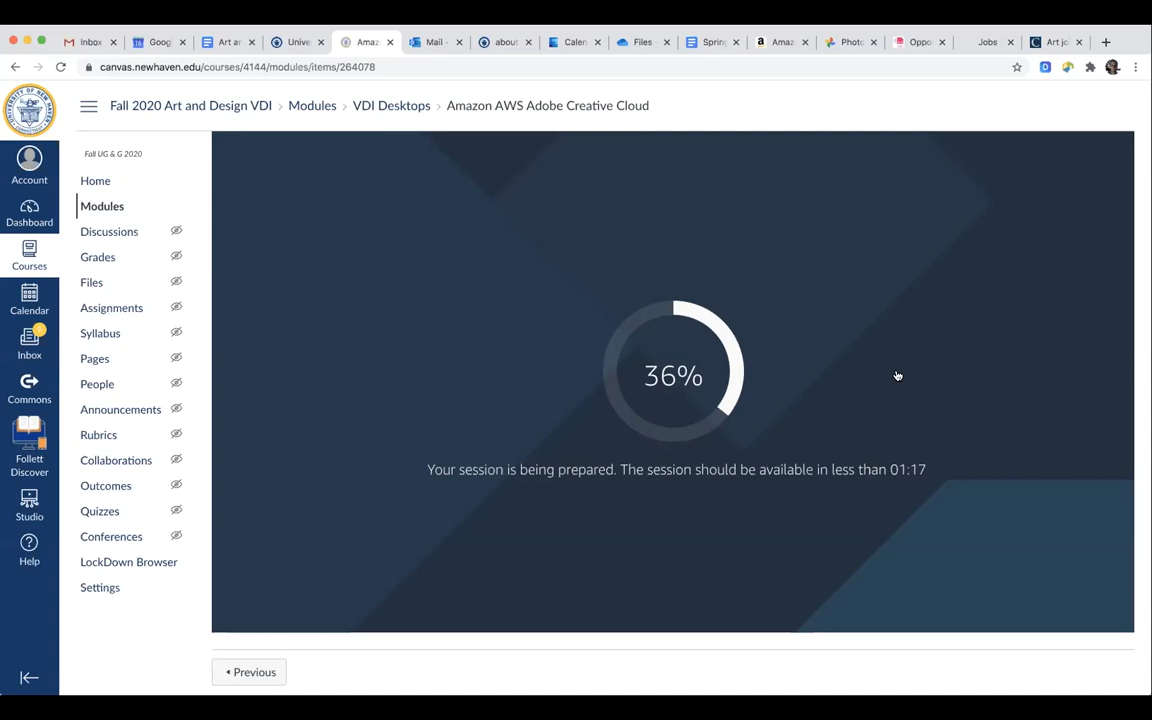 Inbox
Goog
Art ar
Unive
Amaz
Mail -
about
Calen
Files -
Spring
Amaz
Photo
Oppo
Jobs
Art jo
canvas.newhaven.edu/courses/4144/modules/items/264078
Fall 2020 Art and Design VDI › Modules › VDI Desktops › Amazon AWS Adobe Creative Cloud
Account
Dashboard
Courses
Calendar
9
Inbox
Commons
Follett
Discover
Studio
Help
Fall UG & G 2020
Home
Modules
Discussions
Grades
Files
Assignments
Syllabus
Pages
People
Announcements
Rubrics
Collaborations
Outcomes
Quizzes
Conferences
LockDown Browser
Settings
36%
Your session is being prepared. The session should be available in less than 01:17
Previous